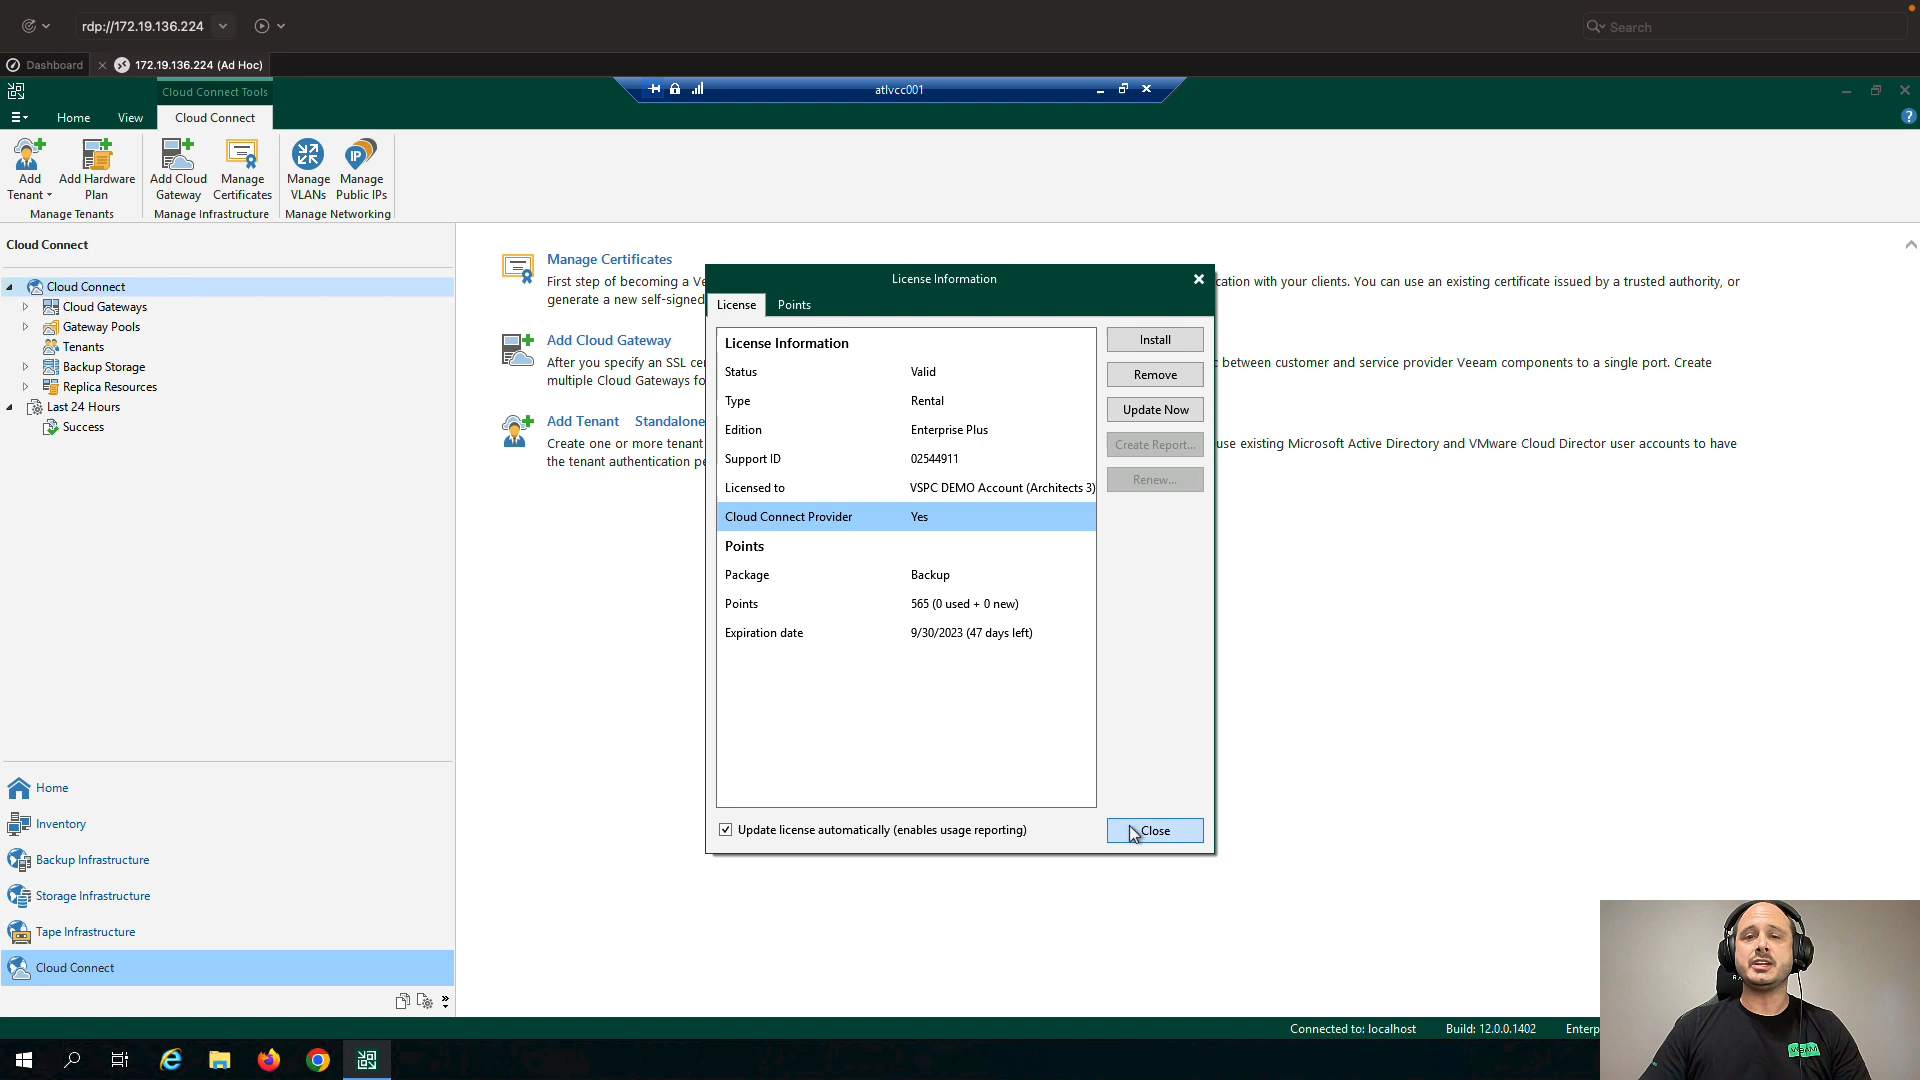 rdp://172.19.136.224
Search
Dashboard
172.19.136.224 (Ad Hoc)
Cloud Connect Tools
atlvcc001
Home
View
Cloud Connect
Add Tenant
Add Hardware Plan
Add Cloud Gateway
Manage Certificates
Manage VLANs
Manage Public IPs
Manage Tenants
Manage Infrastructure
Manage Networking
Cloud Connect
Cloud Connect
Cloud Gateways
Gateway Pools
Tenants
Backup Storage
Replica Resources
Last 24 Hours
Success
Home
Inventory
Backup Infrastructure
Storage Infrastructure
Tape Infrastructure
Cloud Connect
Manage Certificates
First step of becoming a Ve
cation with your clients. You can use an existing certificate issued by a trusted authority, or
generate a new self-signed
Add Cloud Gateway
After you specify an SSL cer
between customer and service provider Veeam components to a single port. Create
multiple Cloud Gateways fo
Add Tenant Standalone
Create one or more tenant
use existing Microsoft Active Directory and VMware Cloud Director user accounts to have
the tenant authentication pe
License Information
License
Points
License Information
Status Valid
Type Rental
Edition Enterprise Plus
Support ID 02544911
Licensed to VSPC DEMO Account (Architects 3)
Cloud Connect Provider Yes
Points
Package Backup
Points 565 (0 used + 0 new)
Expiration date 9/30/2023 (47 days left)
Install
Remove
Update Now
Create Report...
Renew...
Update license automatically (enables usage reporting)
Close
Connected to: localhost
Build: 12.0.0.1402
Enterp